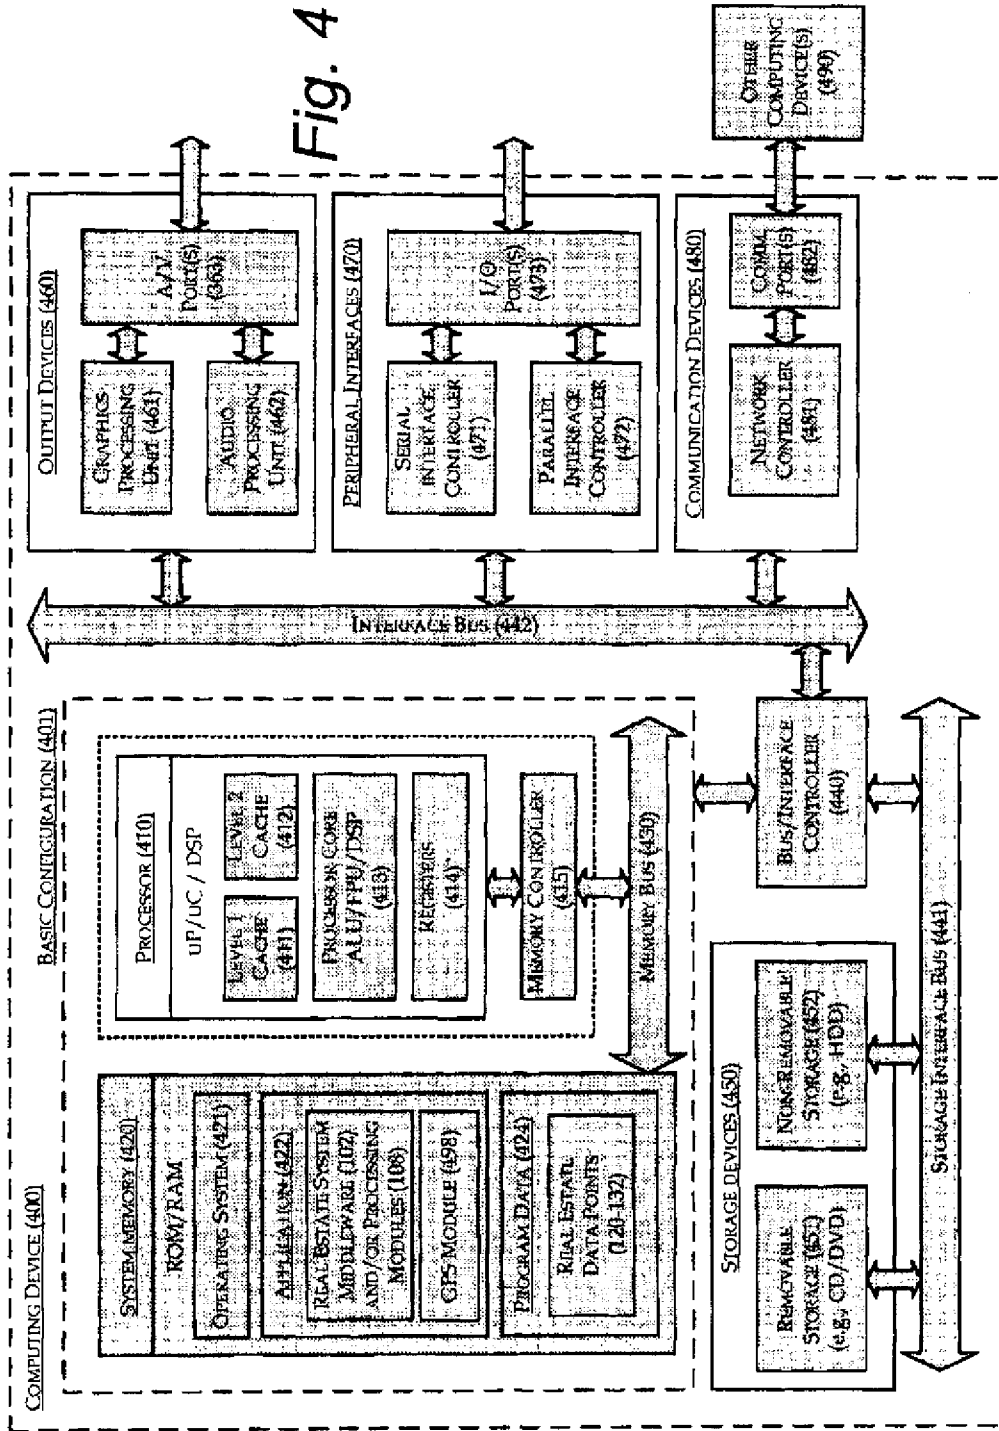 COMPUTING DEVICE (400)
BASIC CONFIGURATION (401)
SYSTEM MEMORY (420)
ROM/RAM
OPERATING SYSTEM (421)
APPLICATION (422)
REAL ESTATE SYSTEM
MIDDLEWARE (102)
AND/OR PROCESSING
MODULES (108)
GPS MODULE (498)
PROGRAM DATA (424)
REAL ESTATE
DATA POINTS
(120-132)
PROCESSOR (410)
uP/uC / DSP
LEVEL 1
CACHE
(411)
LEVEL 2
CACHE
(412)
PROCESSOR CORE
ALU/FPU/DSP
(413)
REGISTERS
(414)
MEMORY CONTROLLER
(415)
MEMORY BUS (430)
STORAGE DEVICES (450)
REMOVABLE
STORAGE (451)
(e.g., CD/DVD)
NON-REMOVABLE
STORAGE (452)
(e.g., HDD)
BUS/INTERFACE
CONTROLLER
(440)
STORAGE INTERFACE BUS (441)
INTERFACE BUS (442)
OUTPUT DEVICES (460)
GRAPHICS
PROCESSING
UNIT (461)
AUDIO
PROCESSING
UNIT (462)
A/V
PORT(S)
(363)
PERIPHERAL INTERFACES (470)
SERIAL
INTERFACE
CONTROLLER
(471)
PARALLEL
INTERFACE
CONTROLLER
(472)
I/O
PORT(S)
(473)
COMMUNICATION DEVICES (480)
NETWORK
CONTROLLER
(481)
COMM
PORT(S)
(482)
OTHER
COMPUTING
DEVICE(S)
(490)
Fig. 4